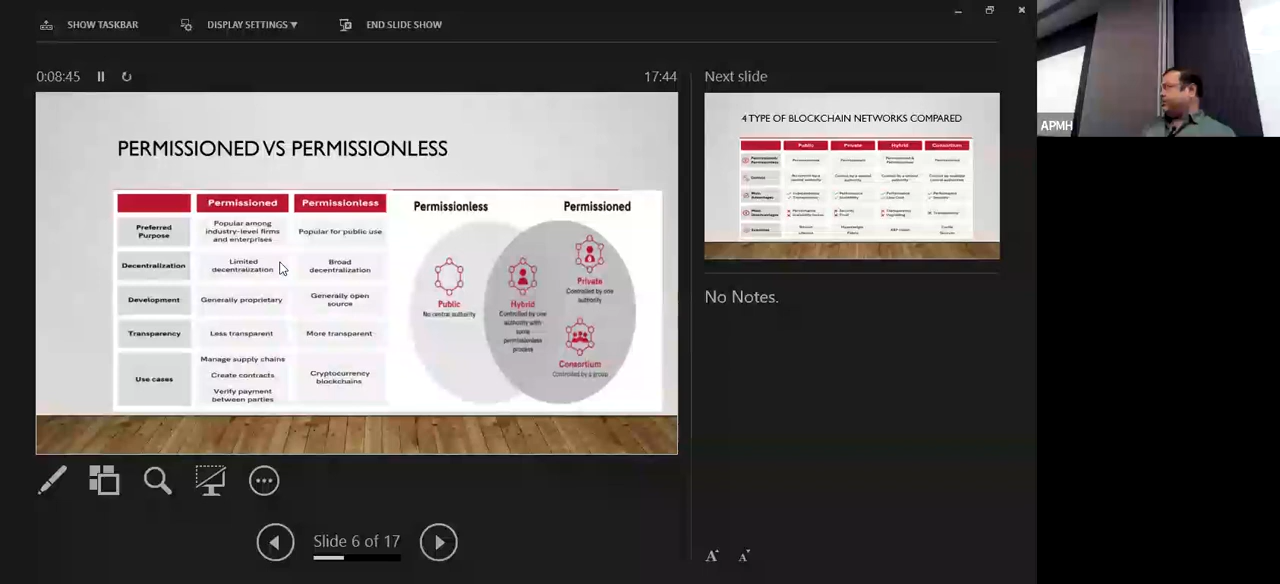 SHOW TASKBAR
DISPLAY SETTINGS ▼
END SLIDE SHOW
0:08:45
17:44
PERMISSIONED VS PERMISSIONLESS
Permissioned
Permissionless
Preferred
Purpose
Popular among
industry-level firms
and enterprises
Popular for public use
Decentralization
Limited
decentralization
Broad
decentralization
Development
Generally proprietary
Generally open
source
Transparency
Less transparent
More transparent
Use cases
Manage supply chains
Create contracts
Verify payment
between parties
Cryptocurrency
blockchains
Permissionless
Permissioned
Public
No central authority
Hybrid
Controlled by one
authority with
some
permissionless
process
Private
Controlled by one
authority
Consortium
Controlled by a group
Slide 6 of 17
Next slide
4 TYPE OF BLOCKCHAIN NETWORKS COMPARED
Public
Private
Hybrid
Consortium
No Notes.
A
A
APMH